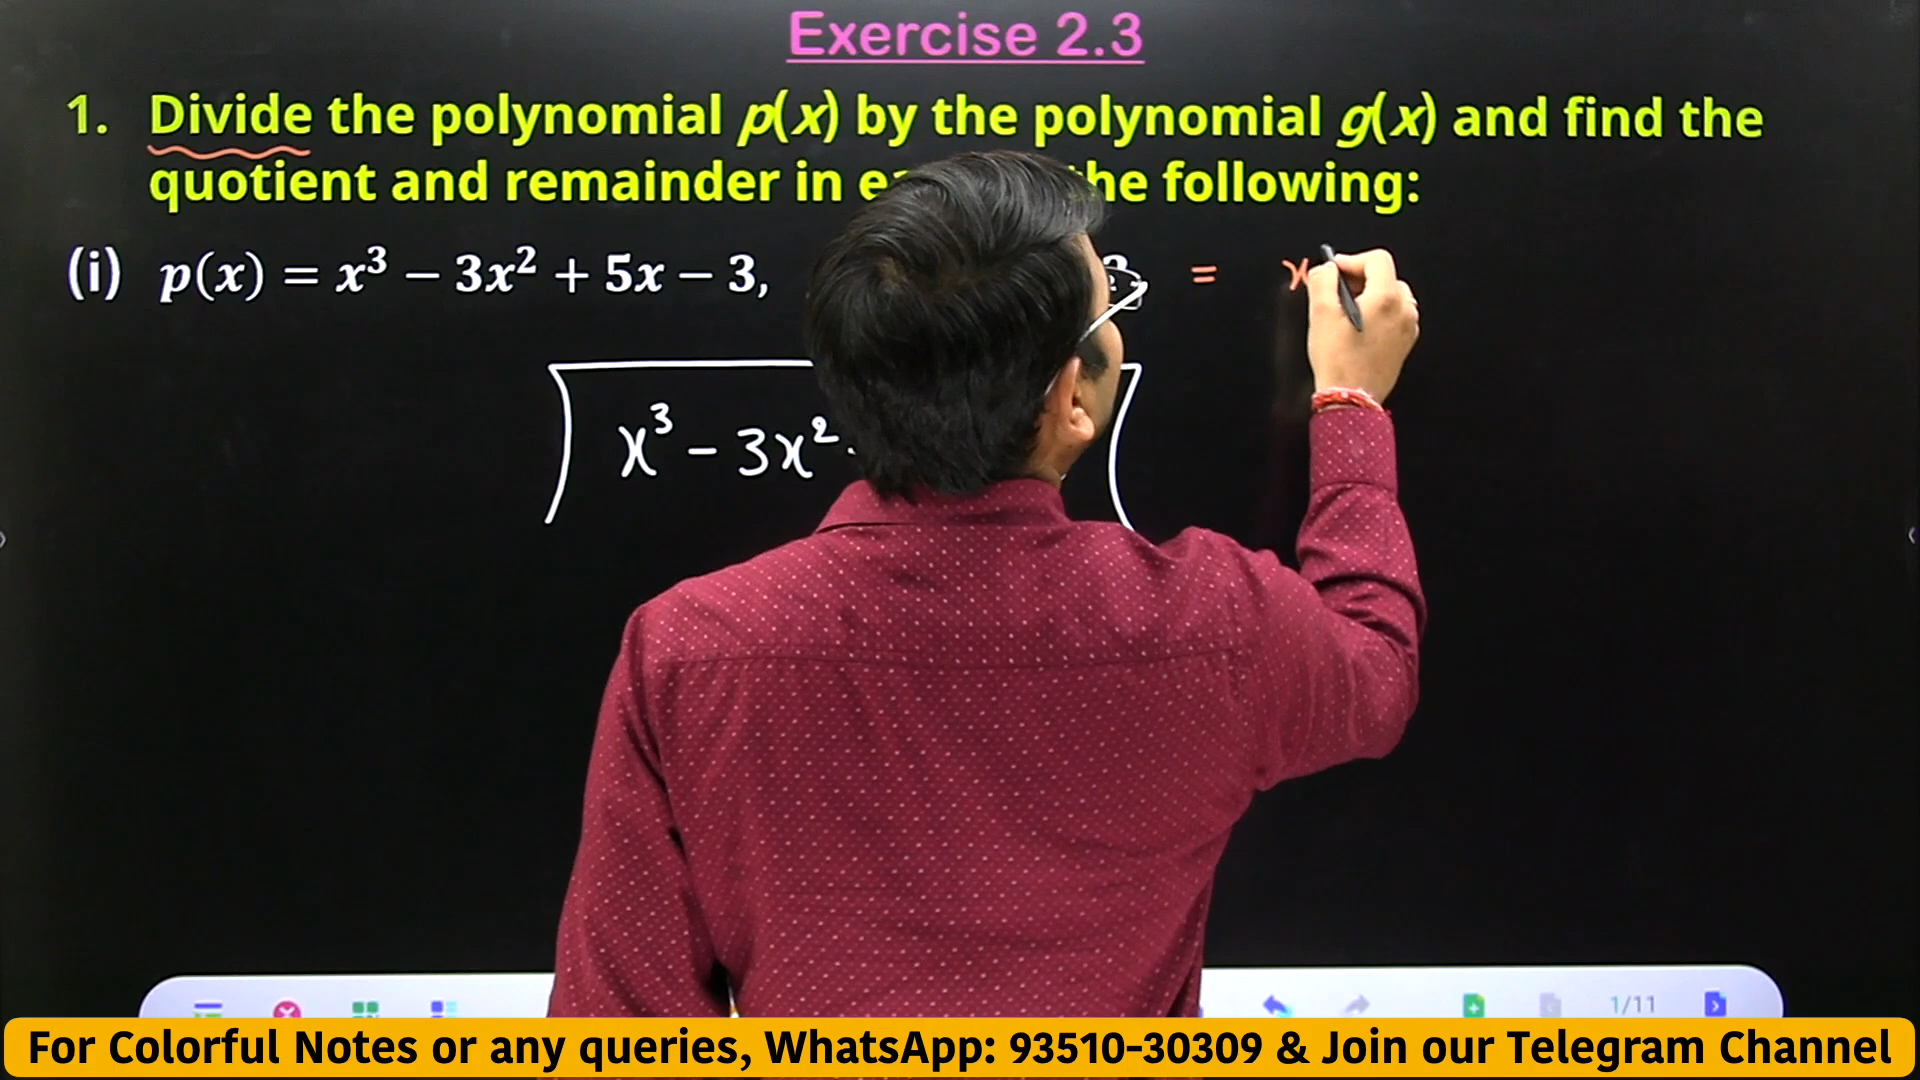 Exercise 2.3
1. Divide the polynomial p(x) by the polynomial g(x) and find the
quotient and remainder in the following:
(i) p(x) = x³ − 3x² + 5x − 3, = x
x³ − 3x²
1/11
For Colorful Notes or any queries, WhatsApp: 93510-30309 & Join our Telegram Channel